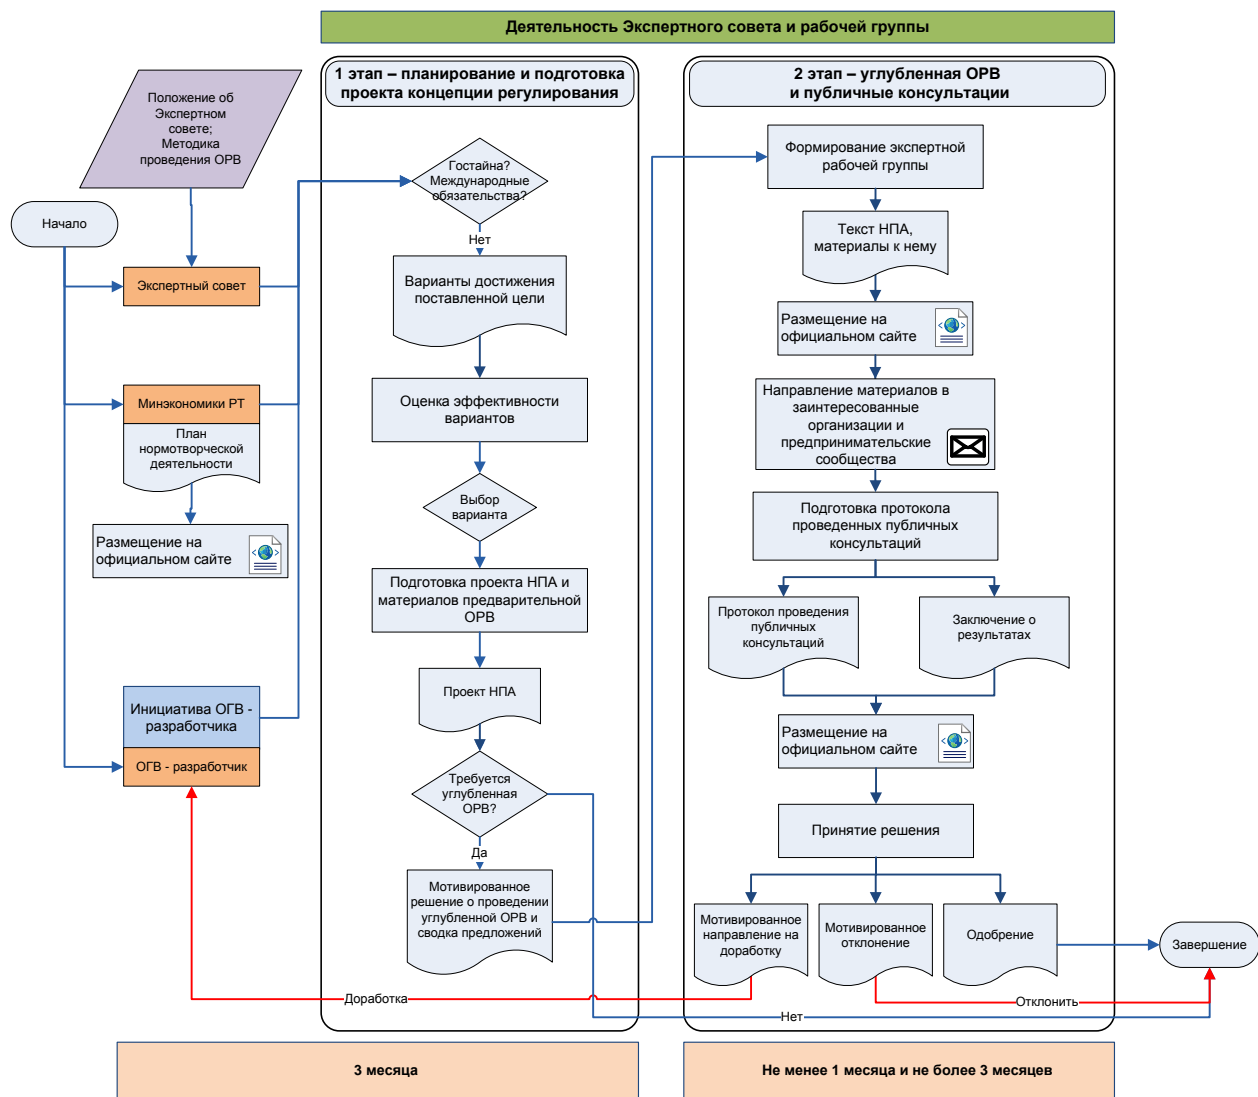 Деятельность Экспертного совета и рабочей группы
Положение об
Экспертном
совете;
Методика
проведения ОРВ
Начало
Экспертный совет
Минэкономики РТ
План
нормотворческой
деятельности
Размещение на
официальном сайте
Инициатива ОГВ -
разработчика
ОГВ - разработчик
1 этап – планирование и подготовка
проекта концепции регулирования
Гостайна?
Международные
обязательства?
Нет
Варианты достижения
поставленной цели
Оценка эффективности
вариантов
Выбор
варианта
Подготовка проекта НПА и
материалов предварительной
ОРВ
Проект НПА
Требуется
углубленная
ОРВ?
Да
Мотивированное
решение о проведении
углубленной ОРВ и
сводка предложений
Доработка
2 этап – углубленная ОРВ
и публичные консультации
Формирование экспертной
рабочей группы
Текст НПА,
материалы к нему
Размещение на
официальном сайте
Направление материалов в
заинтересованные
организации и
предпринимательские
сообщества
Подготовка протокола
проведенных публичных
консультаций
Протокол проведения
публичных
консультаций
Заключение о
результатах
Размещение на
официальном сайте
Принятие решения
Мотивированное
направление на
доработку
Мотивированное
отклонение
Одобрение
Завершение
Отклонить
Нет
3 месяца
Не менее 1 месяца и не более 3 месяцев